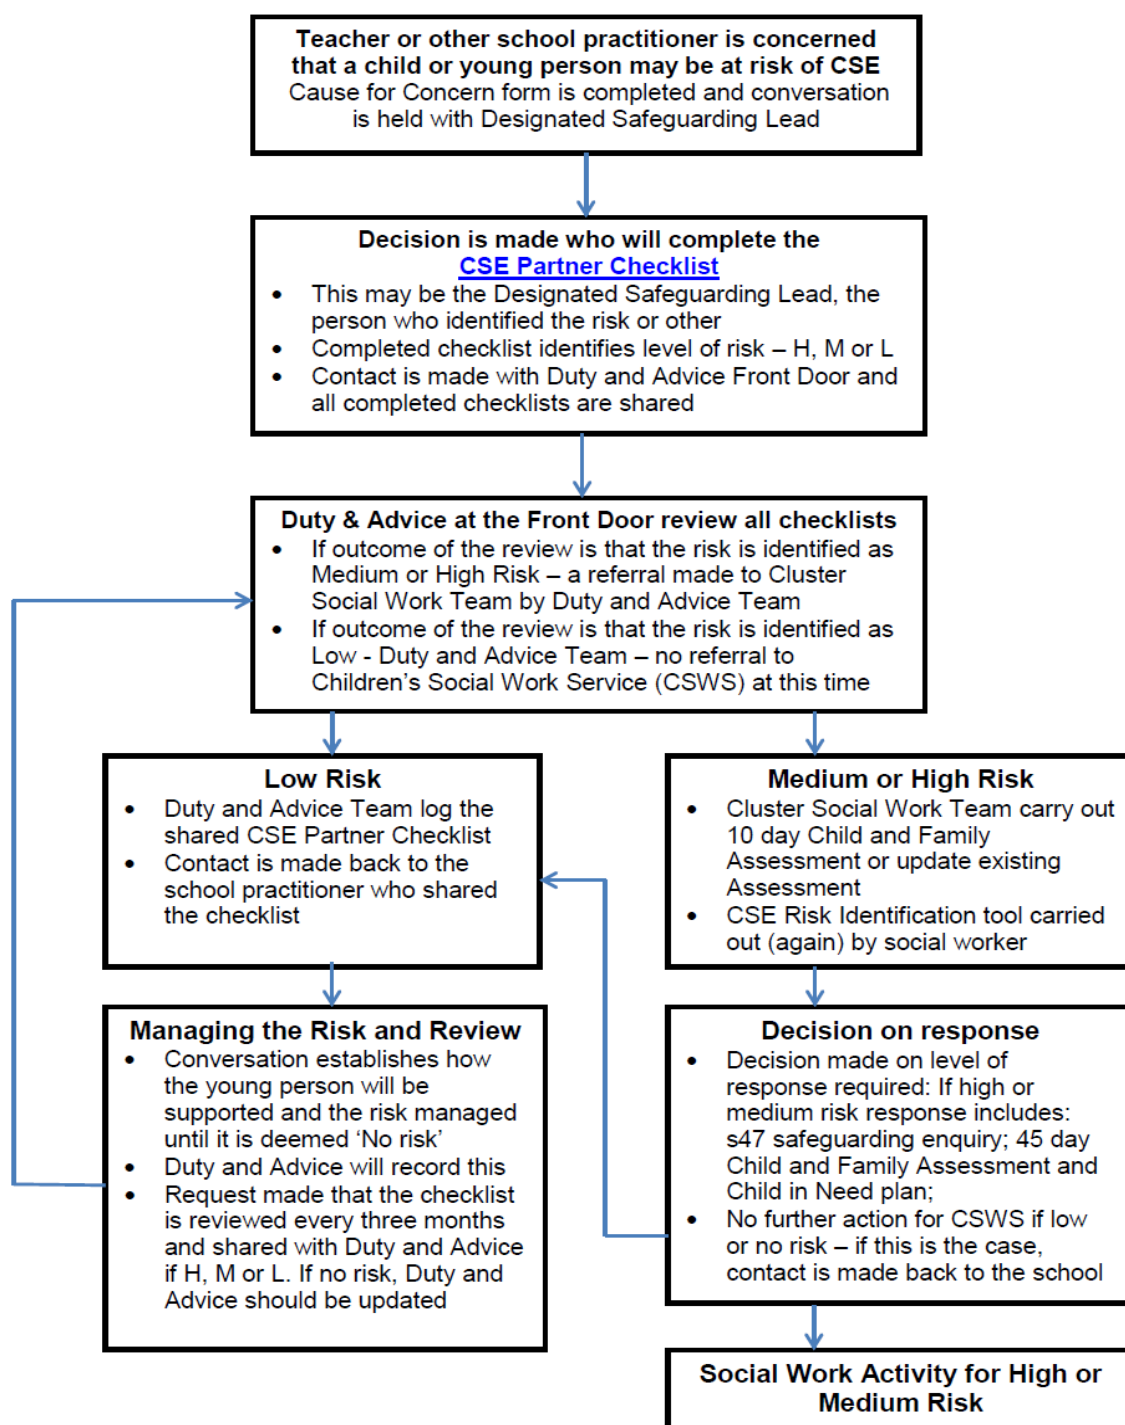 Teacher or other school practitioner is concerned
that a child or young person may be at risk of CSE
Cause for Concern form is completed and conversation
is held with Designated Safeguarding Lead
Decision is made who will complete the
CSE Partner Checklist
• This may be the Designated Safeguarding Lead, the
person who identified the risk or other
• Completed checklist identifies level of risk – H, M or L
• Contact is made with Duty and Advice Front Door and
all completed checklists are shared
Duty & Advice at the Front Door review all checklists
• If outcome of the review is that the risk is identified as
Medium or High Risk – a referral made to Cluster
Social Work Team by Duty and Advice Team
• If outcome of the review is that the risk is identified as
Low - Duty and Advice Team – no referral to
Children's Social Work Service (CSWS) at this time
Low Risk
• Duty and Advice Team log the
shared CSE Partner Checklist
• Contact is made back to the
school practitioner who shared
the checklist
Medium or High Risk
• Cluster Social Work Team carry out
10 day Child and Family
Assessment or update existing
Assessment
• CSE Risk Identification tool carried
out (again) by social worker
Managing the Risk and Review
• Conversation establishes how
the young person will be
supported and the risk managed
until it is deemed 'No risk'
• Duty and Advice will record this
• Request made that the checklist
is reviewed every three months
and shared with Duty and Advice
if H, M or L. If no risk, Duty and
Advice should be updated
Decision on response
• Decision made on level of
response required: If high or
medium risk response includes:
s47 safeguarding enquiry; 45 day
Child and Family Assessment and
Child in Need plan;
• No further action for CSWS if low
or no risk – if this is the case,
contact is made back to the school
Social Work Activity for High or
Medium Risk